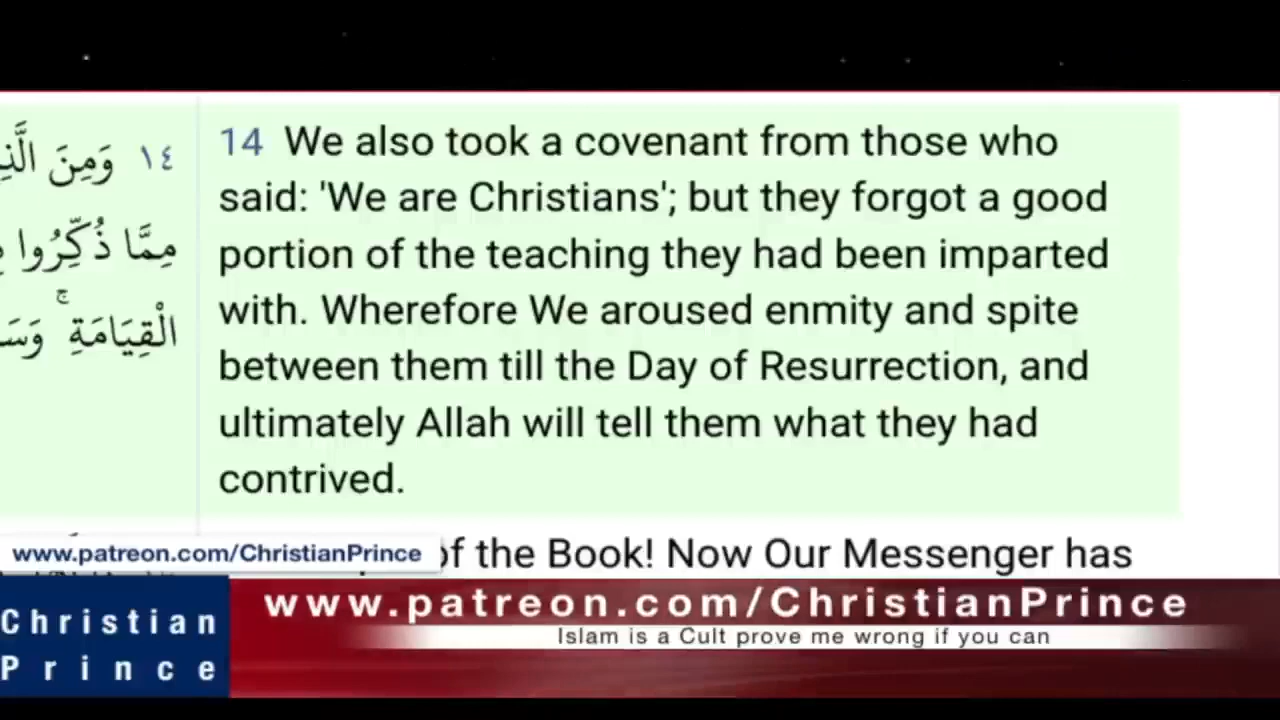 ١٤ وَمِنَ
مِمَّا ذُكِّرُوا
الْقِيَامَةِ ۚ
14 We also took a covenant from those who
said: 'We are Christians'; but they forgot a good
portion of the teaching they had been imparted
with. Wherefore We aroused enmity and spite
between them till the Day of Resurrection, and
ultimately Allah will tell them what they had
contrived.
of the Book! Now Our Messenger has
www.patreon.com/ChristianPrince
www.patreon.com/ChristianPrince
Islam is a Cult prove me wrong if you can
Christian
Prince